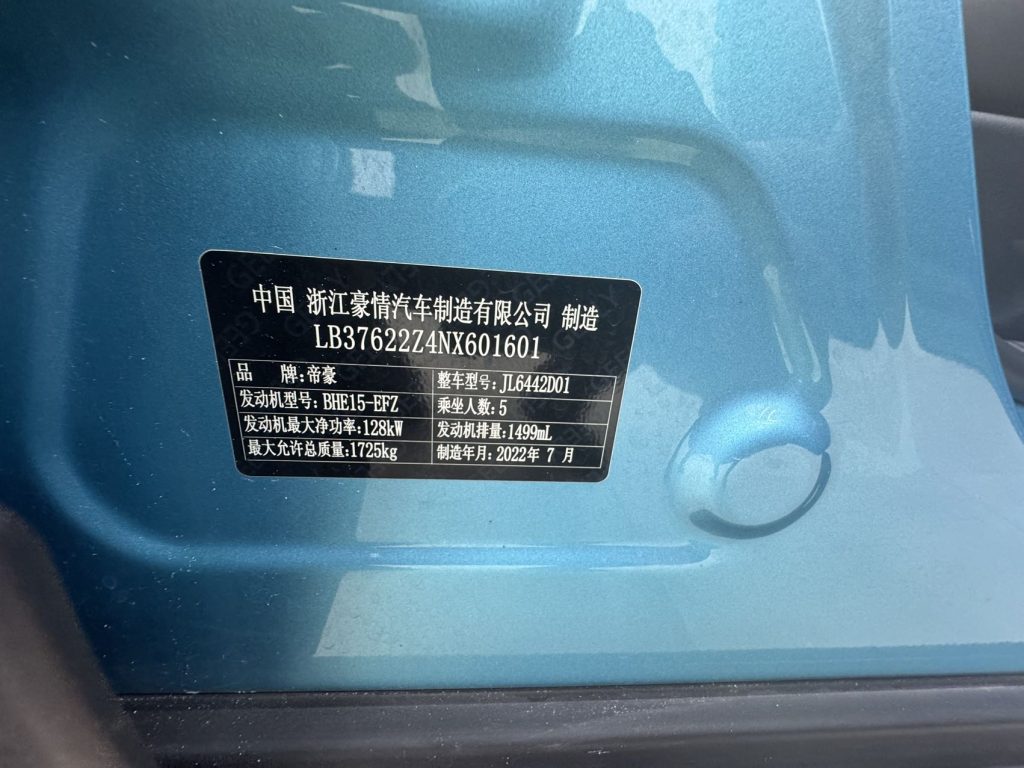 中国 浙江豪情汽车制造有限公司 制造
LB37622Z4NX601601
品 牌:帝豪 整车型号:JL6442D01
发动机型号:BHE15-EFZ 乘坐人数:5
发动机最大净功率:128kW 发动机排量:1499mL
最大允许总质量:1725kg 制造年月:2022年 7 月